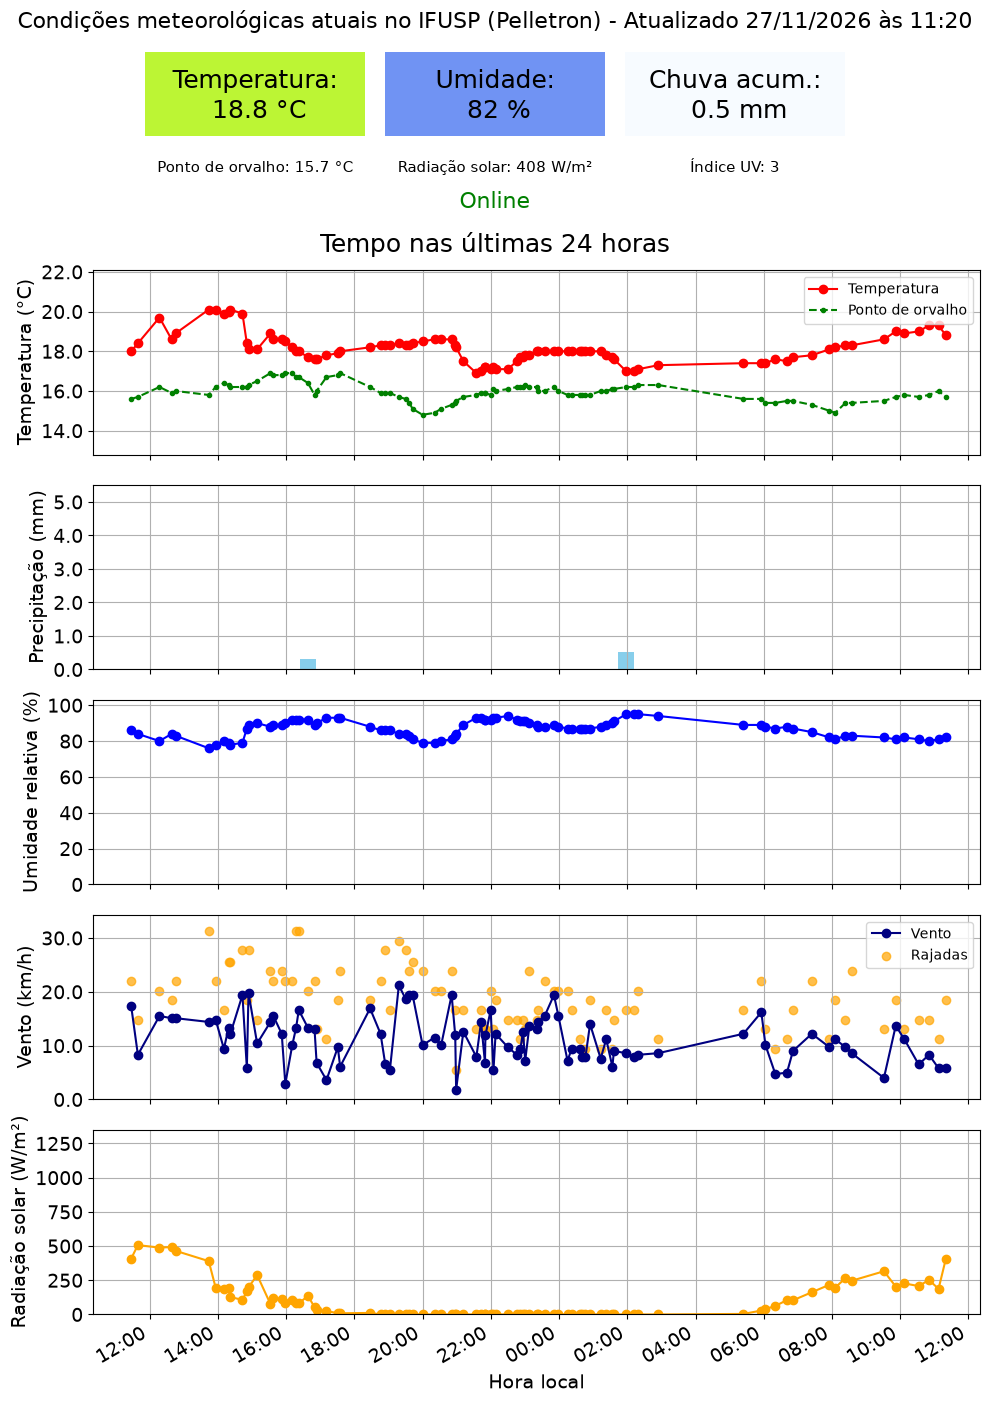 Condições meteorológicas atuais no IFUSP (Pelletron) - Atualizado 27/11/2026 às 11:20
Temperatura:
18.8 °C
Umidade:
82 %
Chuva acum.:
0.5 mm
Ponto de orvalho: 15.7 °C
Radiação solar: 408 W/m²
Índice UV: 3
Online
Tempo nas últimas 24 horas
Temperatura (°C)
22.0
20.0
18.0
16.0
14.0
Temperatura
Ponto de orvalho
Precipitação (mm)
5.0
4.0
3.0
2.0
1.0
0.0
Umidade relativa (%)
100
80
60
40
20
0
Vento (km/h)
30.0
20.0
10.0
0.0
Vento
Rajadas
Radiação solar (W/m²)
1250
1000
750
500
250
0
12:00 14:00 16:00 18:00 20:00 22:00 00:00 02:00 04:00 06:00 08:00 10:00 12:00
Hora local